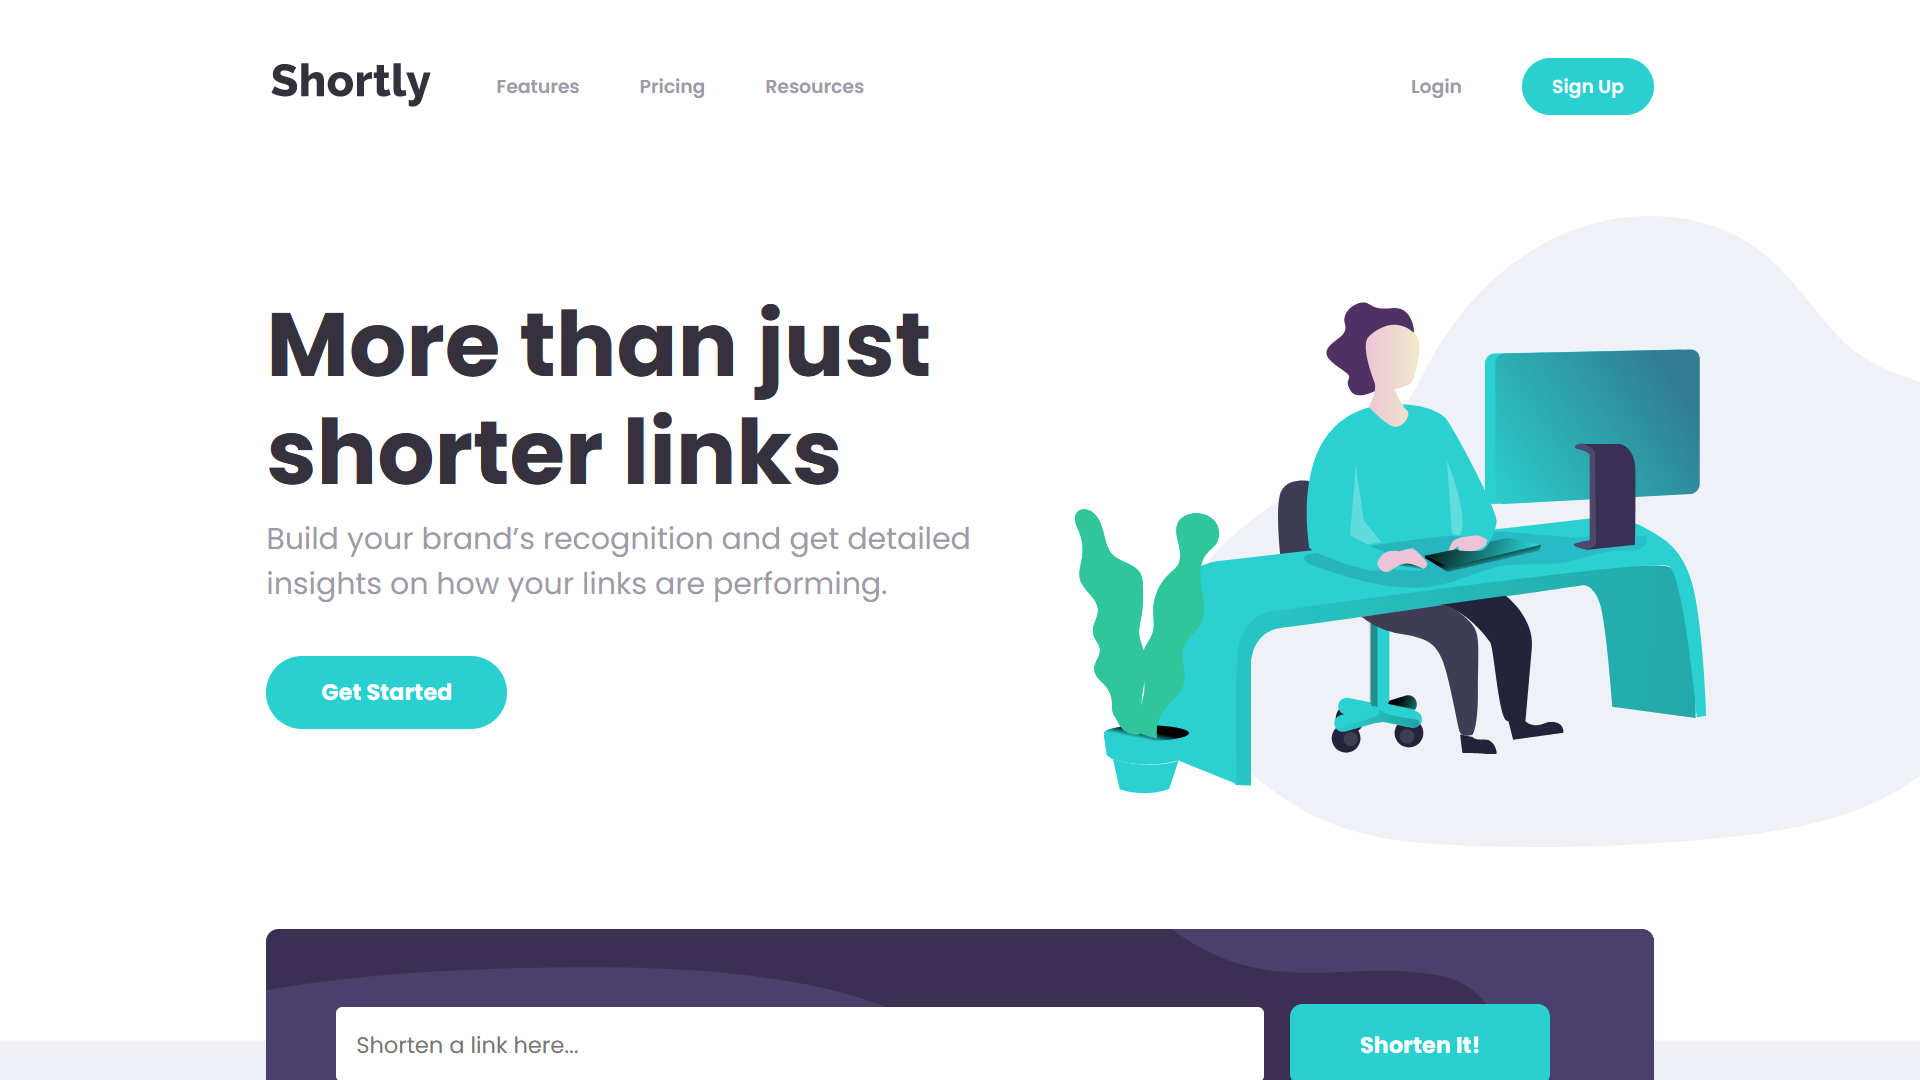 Shortly
Features Pricing Resources Login Sign Up
More than just
shorter links
Build your brand’s recognition and get detailed
insights on how your links are performing.
Get Started
Shorten a link here... Shorten It!